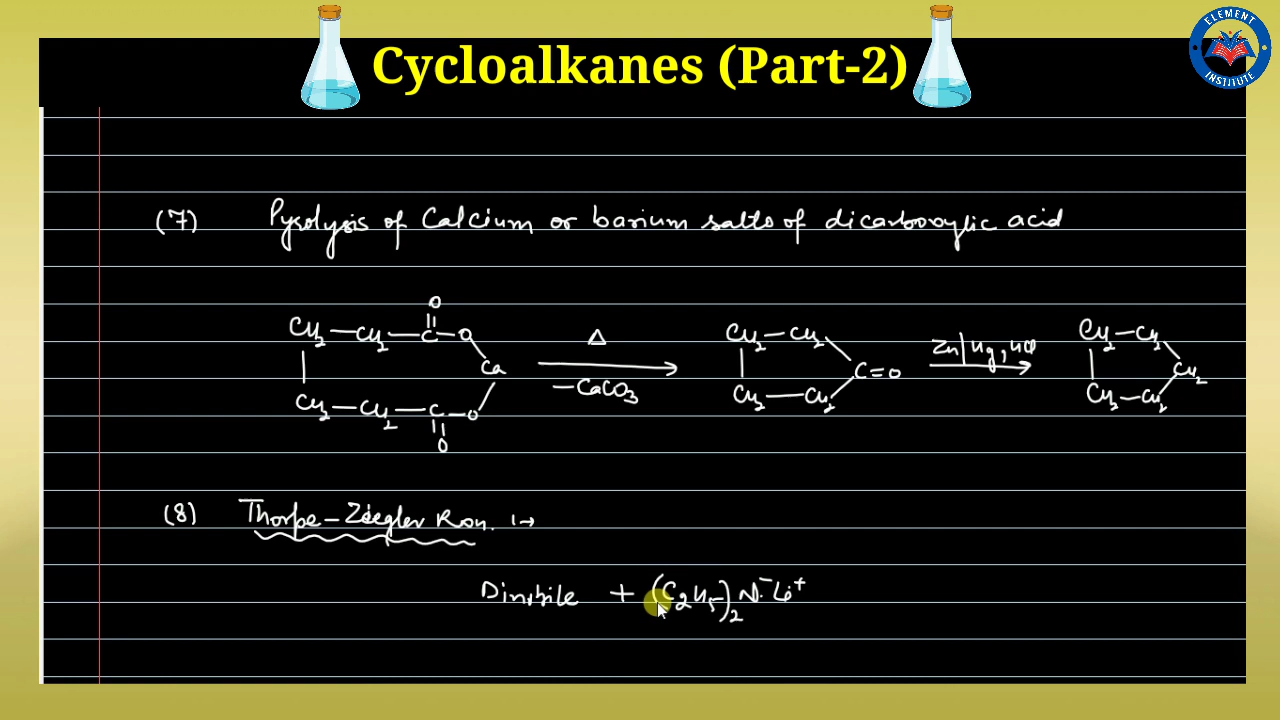 Cycloalkanes (Part-2)
ELEMENT INSTITUTE
(7) Pyrolysis of Calcium or barium salts of dicarboxylic acid
O
CH2—CH2—C—O
Ca
CH2—CH2—C—O
O
Δ
—CaCO3
CH2—CH2
C=O
CH2—CH2
Zn|Hg, HCl
CH2—CH2
CH2
CH2—CH2
(8) Thorpe-Ziegler Rxn. :→
Dinitrile + (C2H5)2 N⁻Li⁺